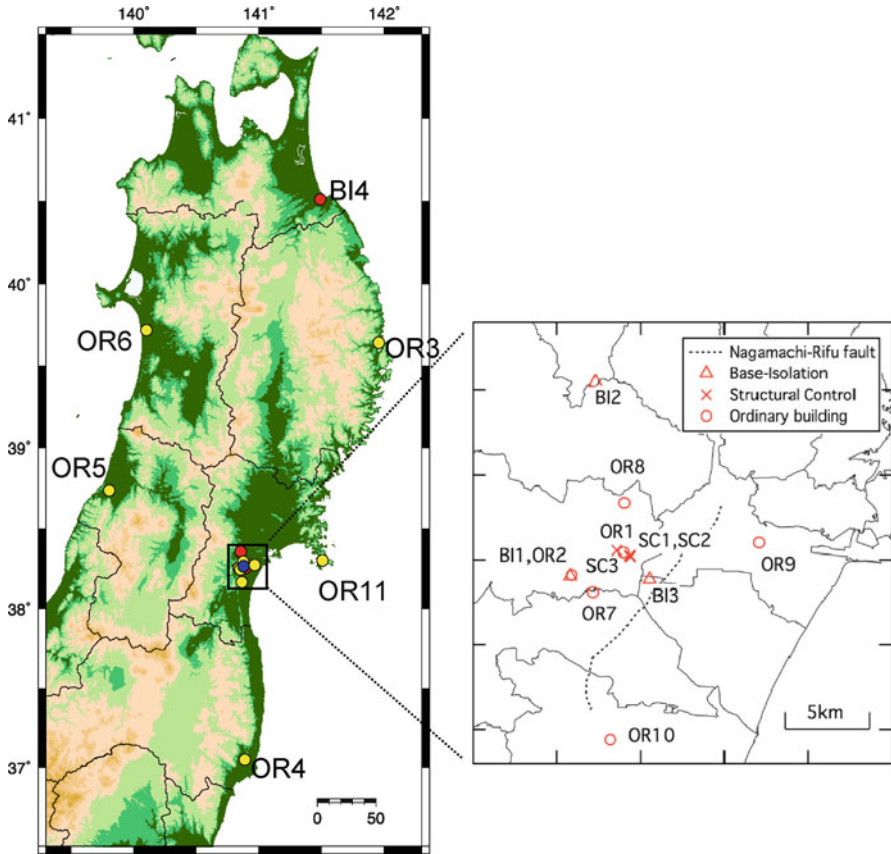 140° 141° 142°
41°
BI4
40°
OR6
OR3
39°
OR5
OR11
38°
OR4
37°
0 50
Nagamachi-Rifu fault
Base-Isolation
Structural Control
Ordinary building
BI2
OR8
OR1
SC1,SC2
BI1,OR2
SC3
OR9
BI3
OR7
5km
OR10